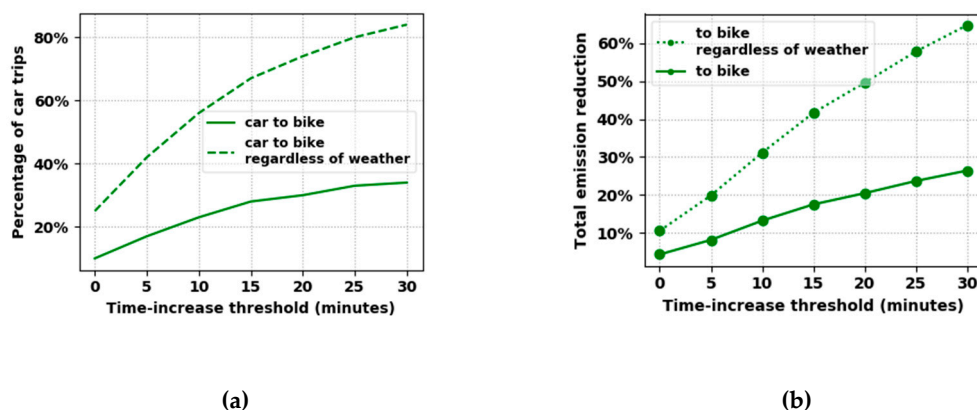 80%
60%
40%
20%
Percentage of car trips
car to bike
car to bike
regardless of weather
0 5 10 15 20 25 30
Time-increase threshold (minutes)
(a)
60%
50%
40%
30%
20%
10%
Total emission reduction
to bike
regardless of weather
to bike
0 5 10 15 20 25 30
Time-increase threshold (minutes)
(b)